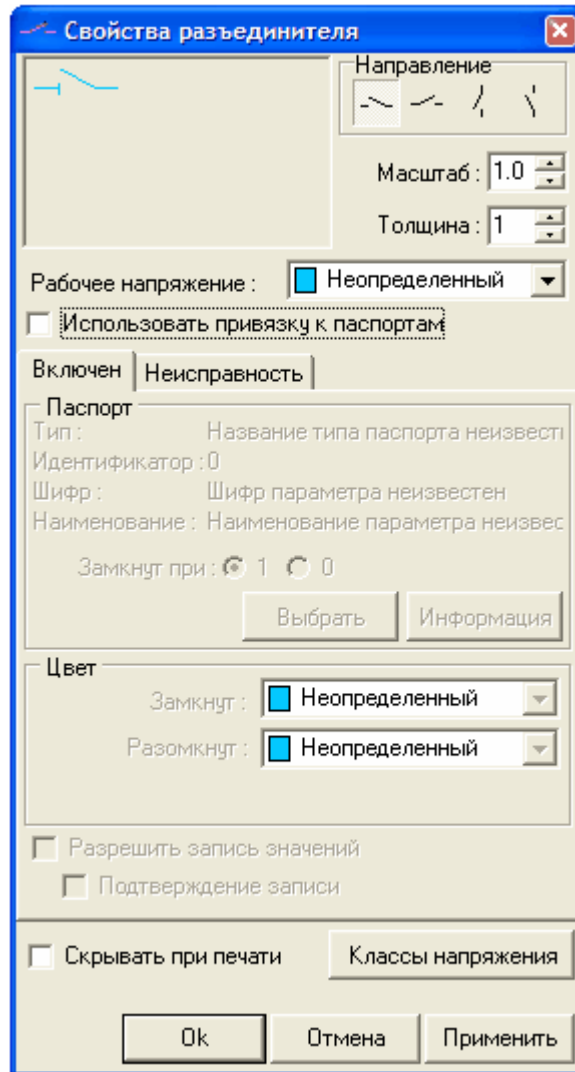 Свойства разъединителя
Направление
Масштаб : 1.0
Толщина : 1
Рабочее напряжение : Неопределенный
Использовать привязку к паспортам
Включен Неисправность
Паспорт
Тип : Название типа паспорта неизвестн
Идентификатор : 0
Шифр : Шифр параметра неизвестен
Наименование : Наименование параметра неизвес
Замкнут при : 1 0
Выбрать Информация
Цвет
Замкнут : Неопределенный
Разомкнут : Неопределенный
Разрешить запись значений
Подтверждение записи
Скрывать при печати Классы напряжения
Ok Отмена Применить